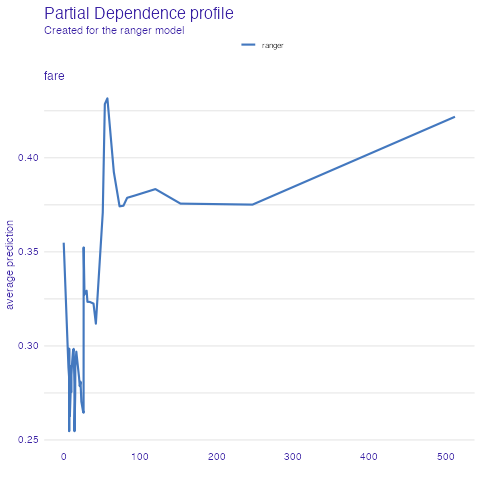 Partial Dependence profile
Created for the ranger model
ranger
fare
average prediction
0.40
0.35
0.30
0.25
0 100 200 300 400 500